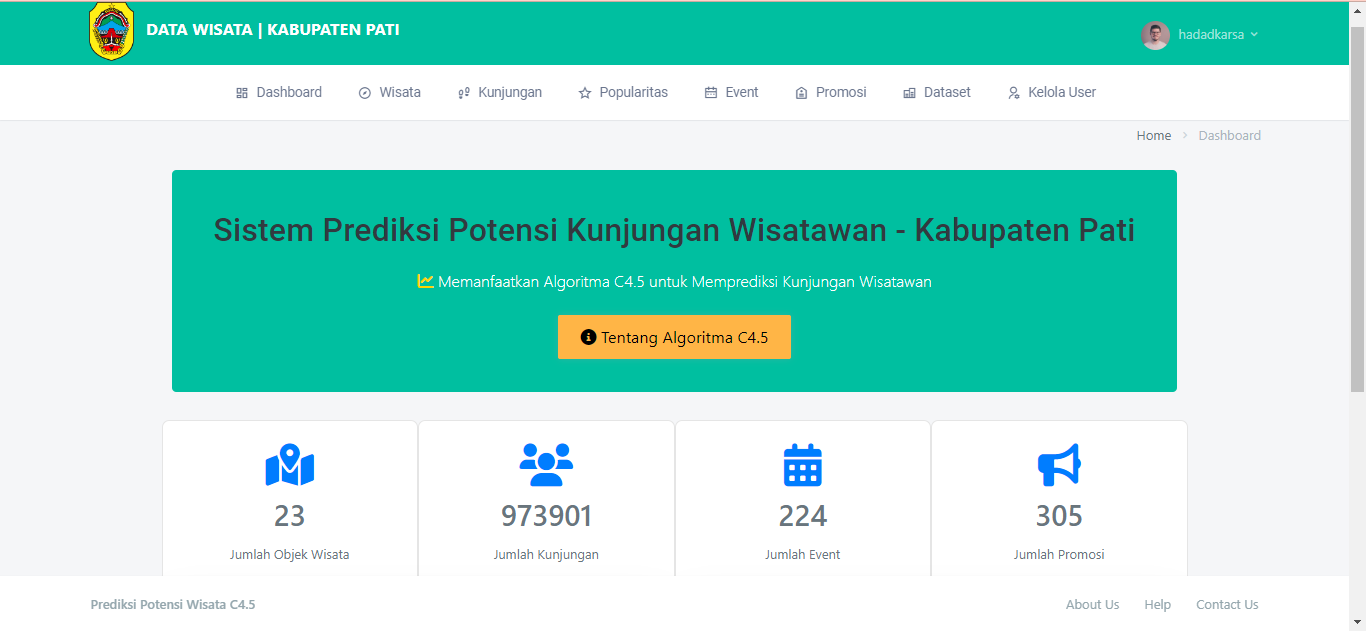 DATA WISATA | KABUPATEN PATI
hadadkarsa
Dashboard Wisata Kunjungan Popularitas Event Promosi Dataset Kelola User
Home Dashboard
Sistem Prediksi Potensi Kunjungan Wisatawan - Kabupaten Pati
Memanfaatkan Algoritma C4.5 untuk Memprediksi Kunjungan Wisatawan
Tentang Algoritma C4.5
23 973901 224 305
Jumlah Objek Wisata Jumlah Kunjungan Jumlah Event Jumlah Promosi
Prediksi Potensi Wisata C4.5 About Us Help Contact Us